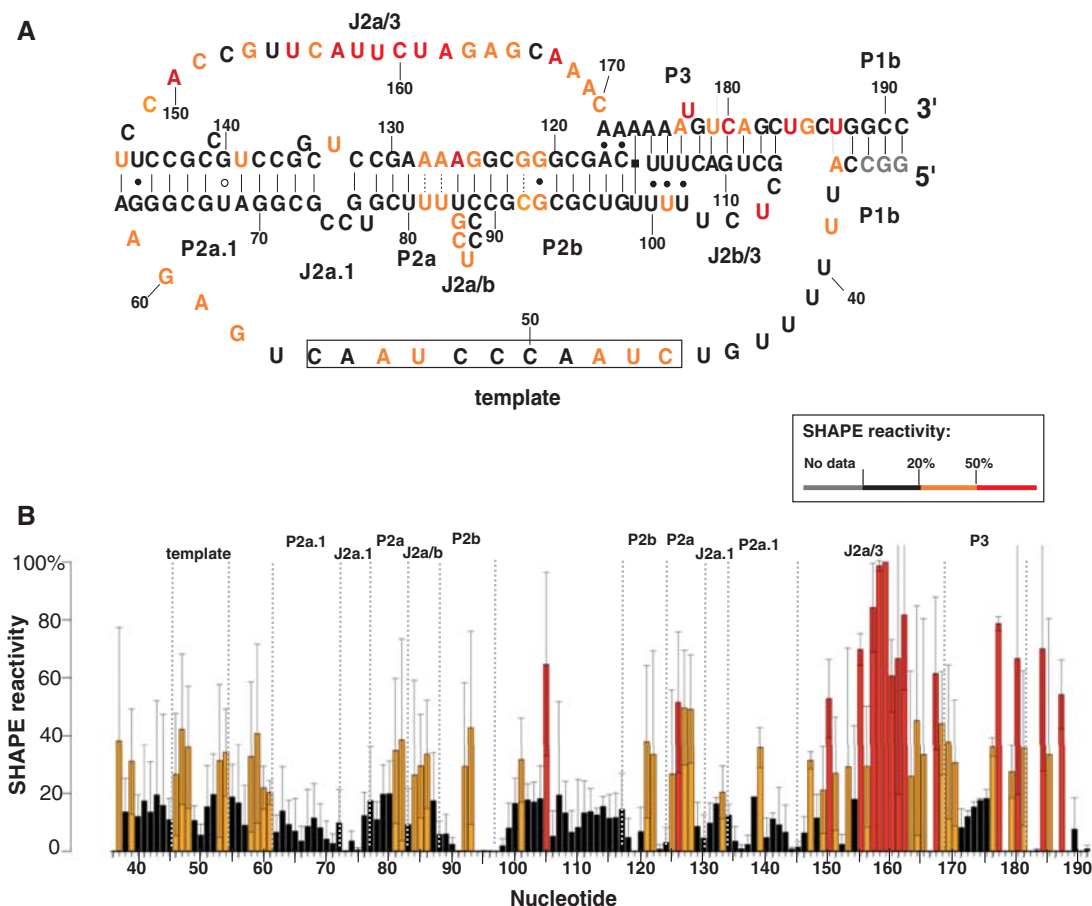 A
J2a/3
C A C C G U U C A U U C U A G A G C A A A C
150
160
170
P3
180
P1b
190
3'
140
130
120
U
C
C
G
U
A A A A A A G U C A G C U G C U G G C C
U U C C G C G U C C G C
C C G A A A A G G C G G G C G A C
U U U C A G U C G
A C C G G
5'
A G G G C G U A G G C G
C C U
G G C U U U U C C G C G C G C U G U U U U
U C
U
C
110
U
U
P1b
A
G
A
G
U
P2a.1
70
J2a.1
80
P2a
G C U C C
90
P2b
100
J2b/3
J2a/b
60
50
40
U
U
U
U
G
U
C A A U C C C A A U C
template
SHAPE reactivity:
No data
20%
50%
B
template
P2a.1
J2a.1
P2a
J2a/b
P2b
P2b
P2a
J2a.1
P2a.1
J2a/3
P3
100%
80
60
40
20
0
SHAPE reactivity
40 50 60 70 80 90 100 110 120 130 140 150 160 170 180 190
Nucleotide